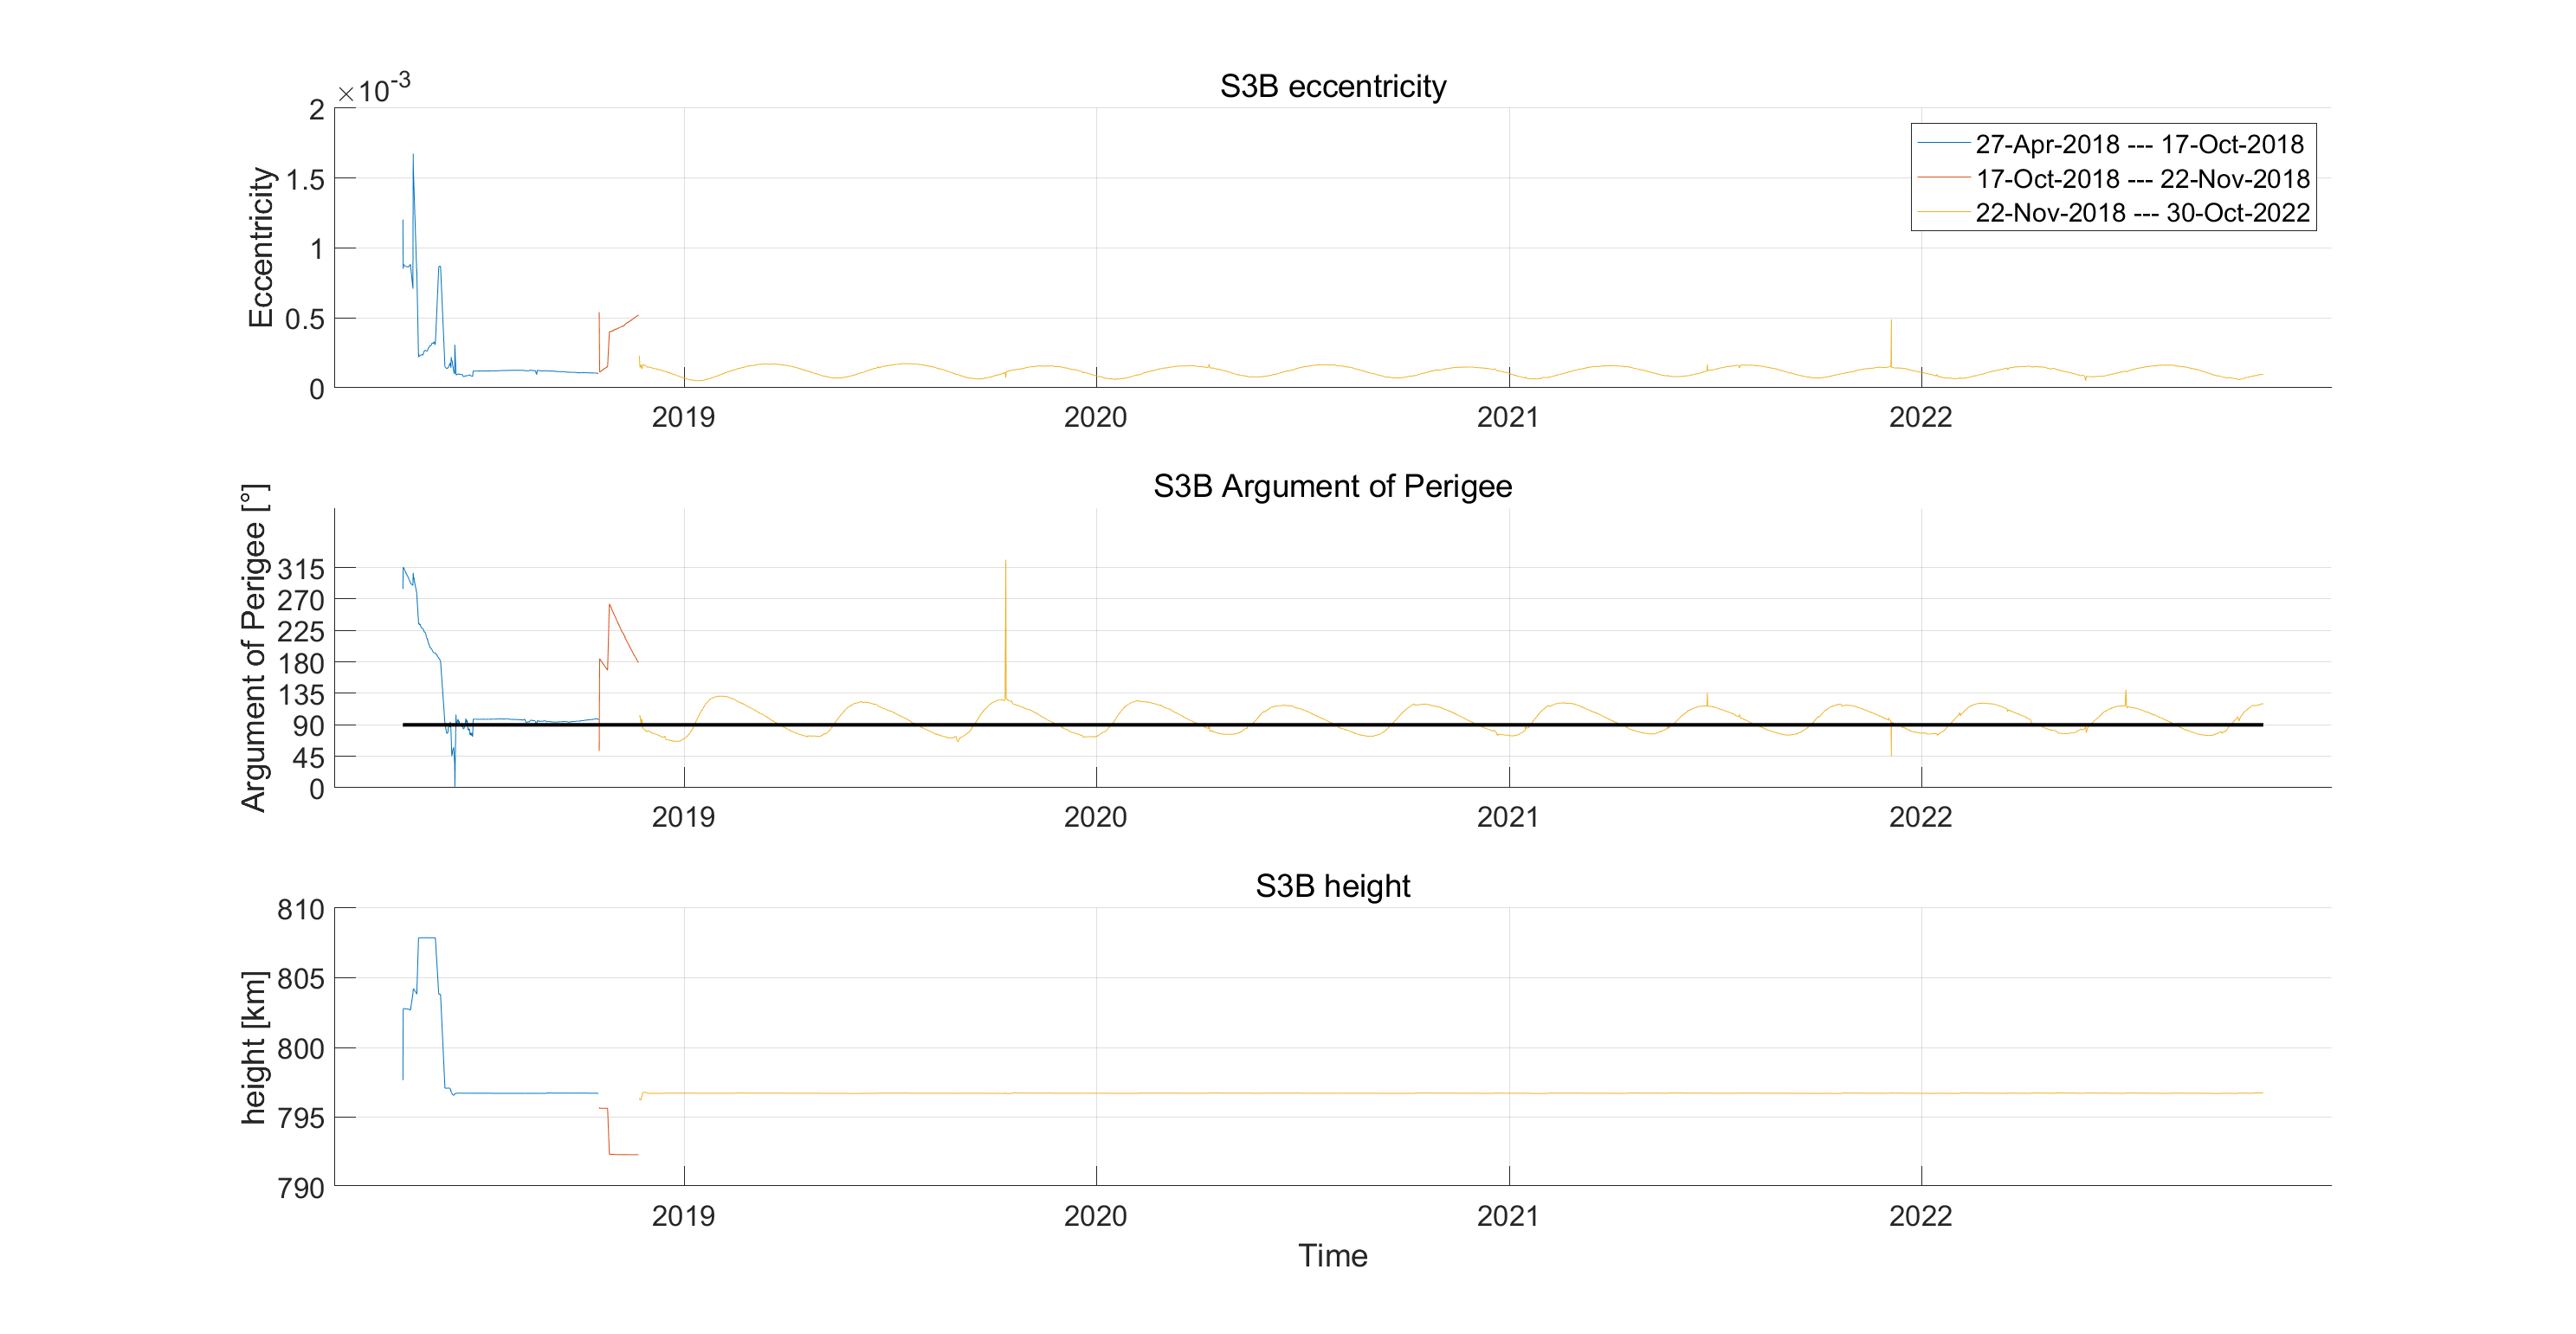 S3B eccentricity
×10-3
2
1.5
1
0.5
0
Eccentricity
27-Apr-2018 --- 17-Oct-2018
17-Oct-2018 --- 22-Nov-2018
22-Nov-2018 --- 30-Oct-2022
2019 2020 2021 2022
S3B Argument of Perigee
Argument of Perigee [°]
315
270
225
180
135
90
45
0
2019 2020 2021 2022
S3B height
height [km]
810
805
800
795
790
2019 2020 2021 2022
Time